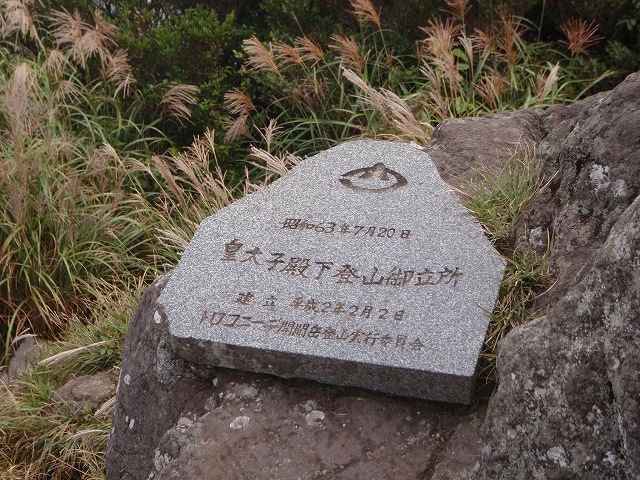 昭和63年7月20日
皇太子殿下登山御立所
建立 平成2年2月2日
トロコニーデ開聞岳登山実行委員会